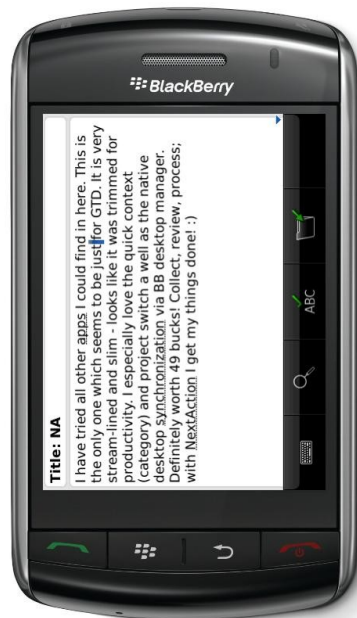 BlackBerry
Title: NA
I have tried all other apps I could find in here. This is
the only one which seems to be just for GTD. It is very
stream-lined and slim - looks like it was trimmed for
productivity. I especially love the quick context
(category) and project switch a well as the native
desktop synchronization via BB desktop manager.
Definitely worth 49 bucks! Collect, review, process;
with NextAction I get my things done! :)
ABC